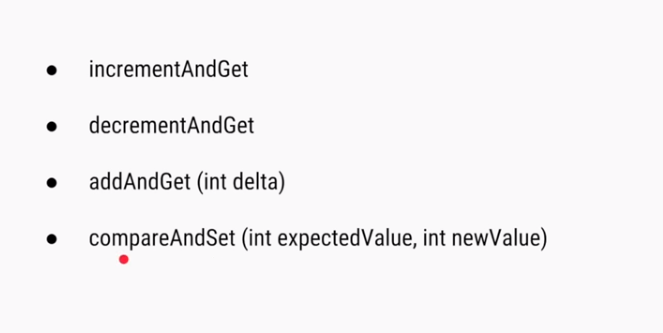 ● incrementAndGet
● decrementAndGet
● addAndGet (int delta)
● compareAndSet (int expectedValue, int newValue)